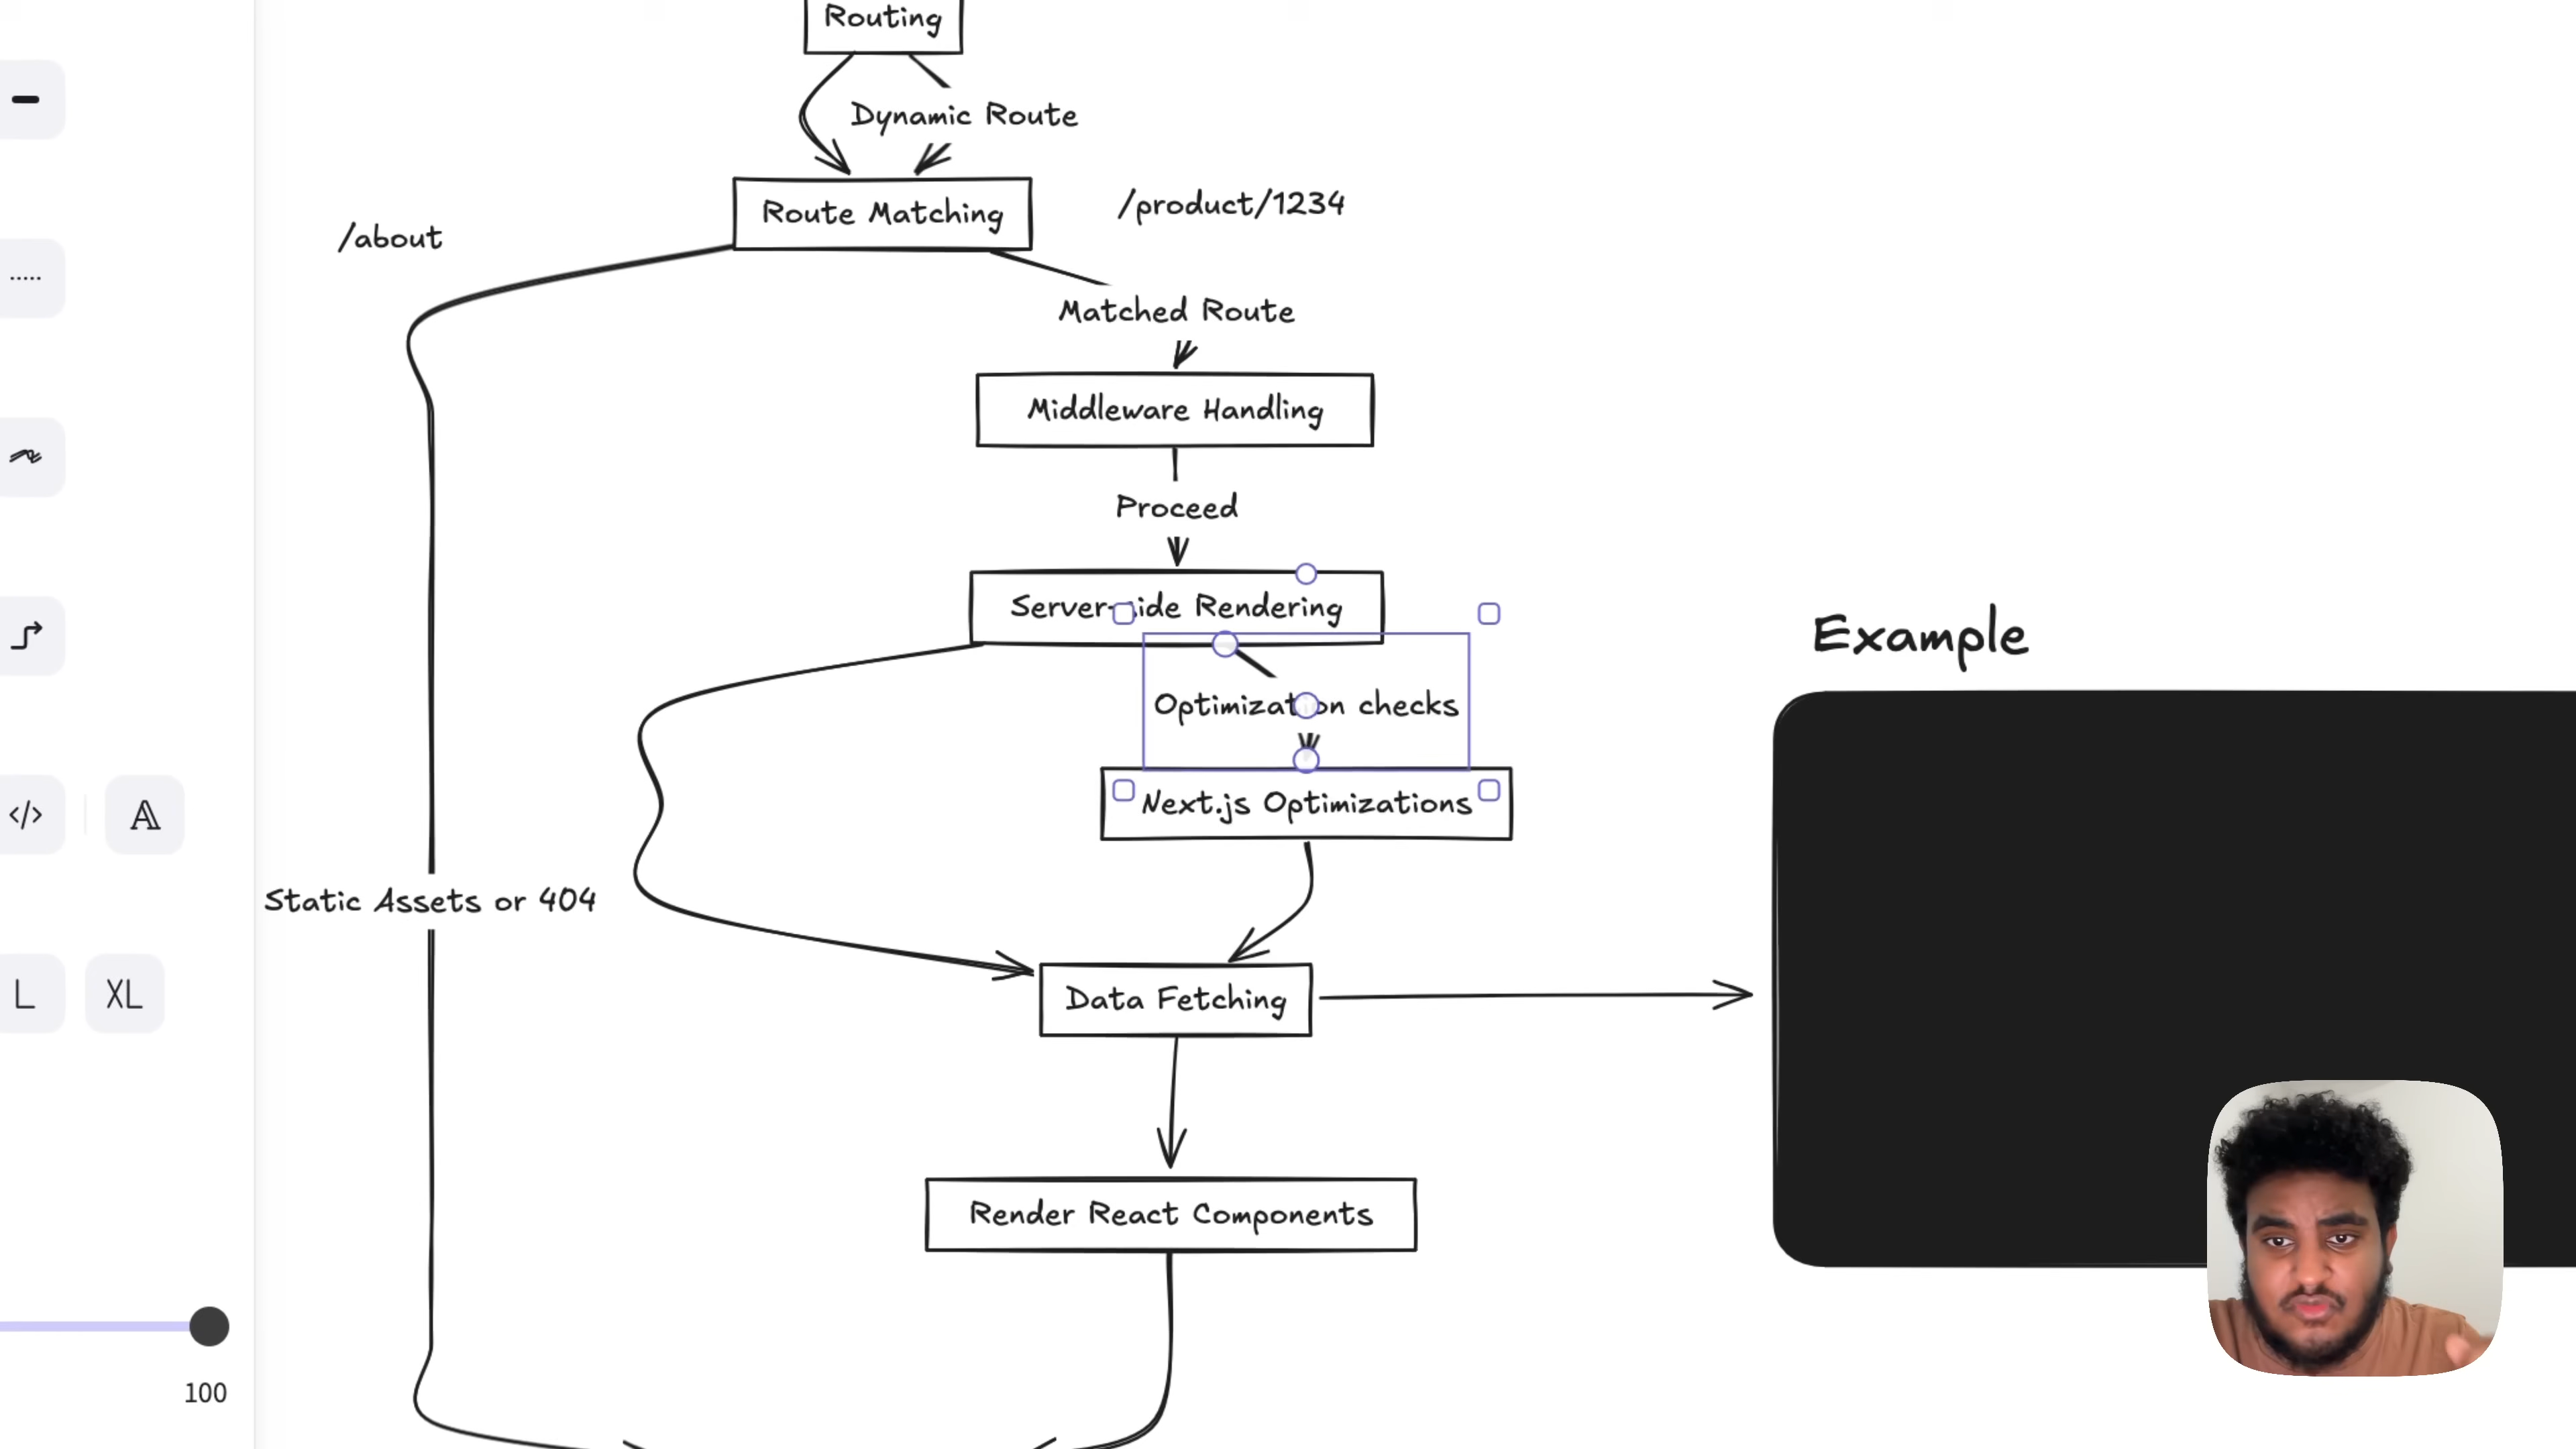 Routing
Dynamic Route
Route Matching
/product/1234
/about
Matched Route
Middleware Handling
Proceed
Server-side Rendering
Example
Optimization checks
Next.js Optimizations
</>
A
Static Assets or 404
L
XL
Data Fetching
Render React Components
100